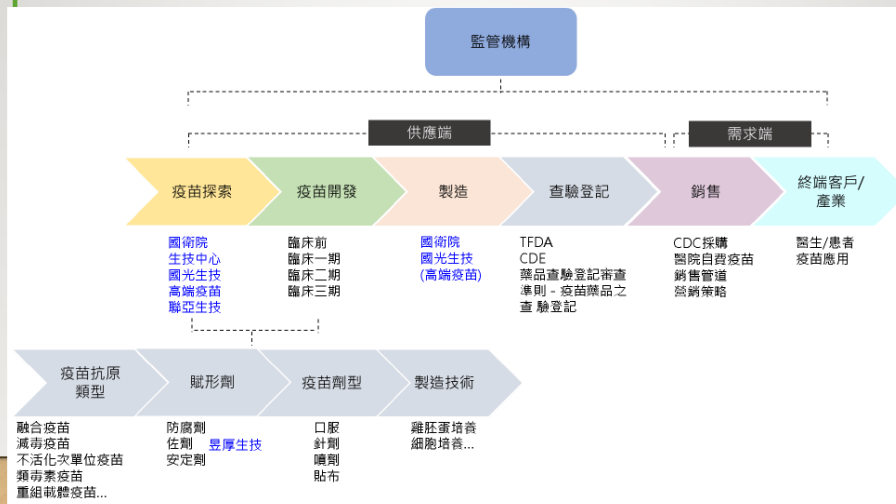 監管機構
供應端
需求端
疫苗探索
疫苗開發
製造
查驗登記
銷售
終端客戶/
產業
國衛院
生技中心
國光生技
高端疫苗
聯亞生技
臨床前
臨床一期
臨床二期
臨床三期
國衛院
國光生技
(高端疫苗)
TFDA
CDE
藥品查驗登記審查
準則 - 疫苗藥品之
查 驗登記
CDC採購
醫院自費疫苗
銷售管道
營銷策略
醫生/患者
疫苗應用
疫苗抗原
類型
賦形劑
疫苗劑型
製造技術
融合疫苗
減毒疫苗
不活化次單位疫苗
類毒素疫苗
重組載體疫苗...
防腐劑
佐劑 昱厚生技
安定劑
口服
針劑
噴劑
貼布
雞胚蛋培養
細胞培養...